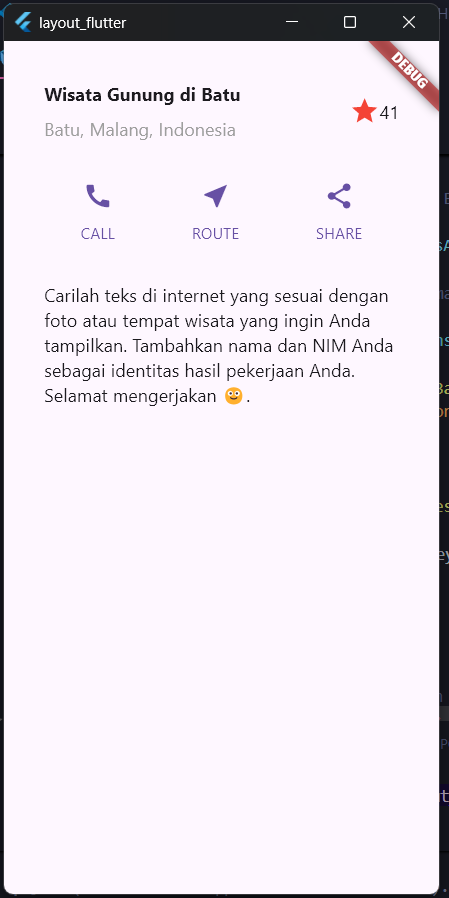 layout_flutter
DEBUG
Wisata Gunung di Batu
Batu, Malang, Indonesia
41
CALL
ROUTE
SHARE
Carilah teks di internet yang sesuai dengan
foto atau tempat wisata yang ingin Anda
tampilkan. Tambahkan nama dan NIM Anda
sebagai identitas hasil pekerjaan Anda.
Selamat mengerjakan 🙂.